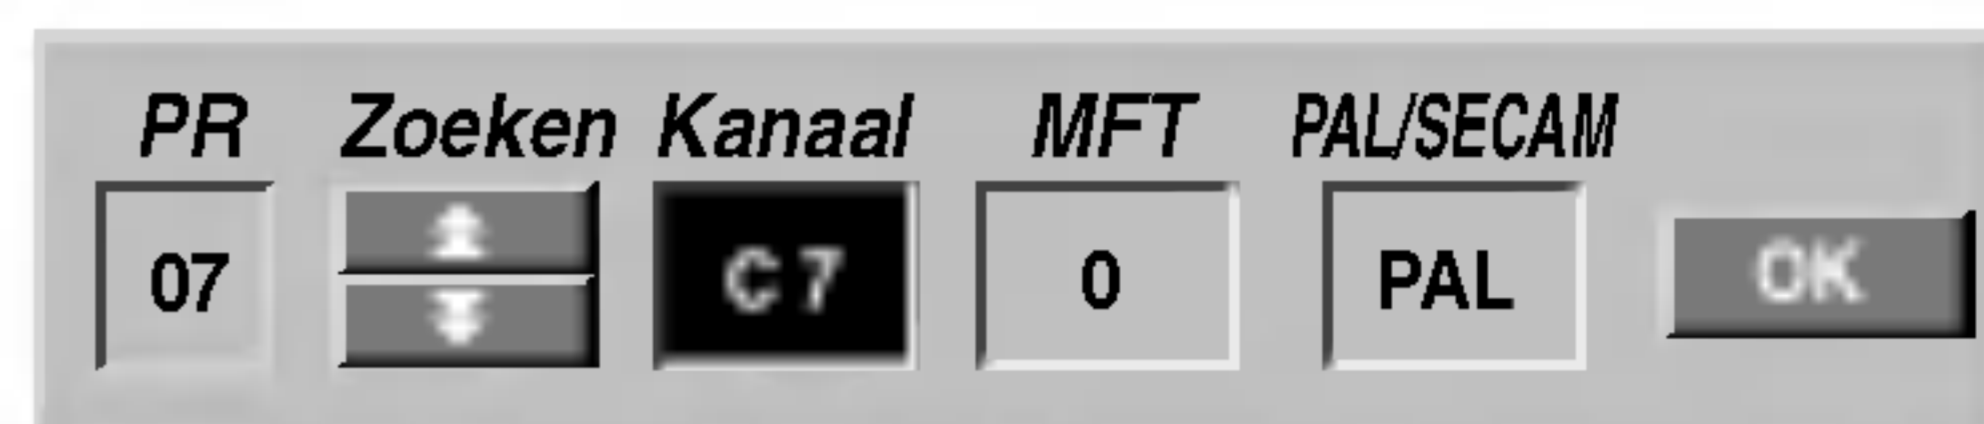 PR Zoeken Kanaal MFT PAL/SECAM
07 C 7 0 PAL OK